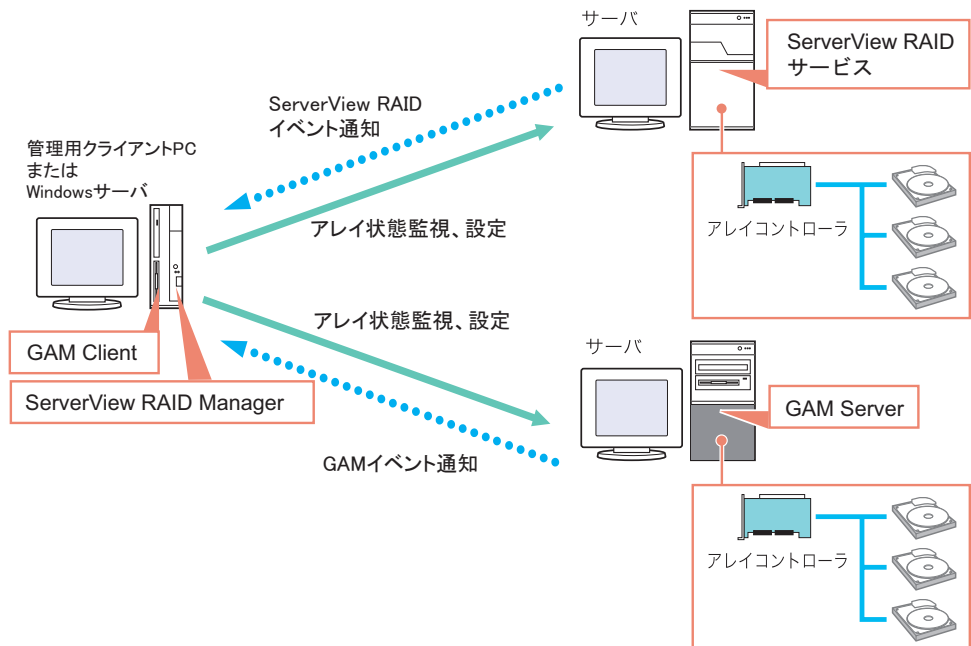 サーバ
ServerView RAID
サービス
ServerView RAID
イベント通知
管理用クライアントPC
または
Windowsサーバ
アレイ状態監視、設定
アレイコントローラ
アレイ状態監視、設定
サーバ
GAM Client
ServerView RAID Manager
GAM Server
GAMイベント通知
アレイコントローラ